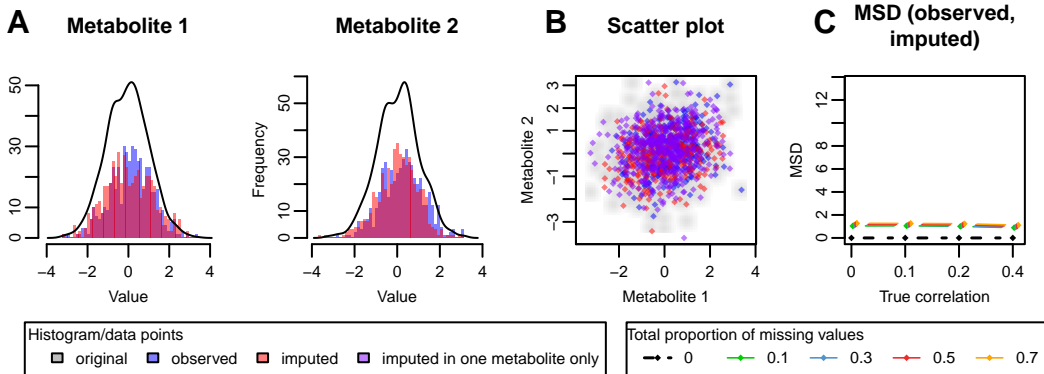 A
Metabolite 1
50
30
10
0
−4
−2
0
2
4
Value
Metabolite 2
Frequency
50
30
10
0
−4
−2
0
2
4
Value
B
Scatter plot
Metabolite 2
3
1
−1
−3
−2
0
2
4
Metabolite 1
C
MSD (observed,
imputed)
MSD
12
8
6
4
2
0
0
0.1
0.2
0.4
True correlation
Histogram/data points
original observed imputed imputed in one metabolite only
Total proportion of missing values
0 0.1 0.3 0.5 0.7